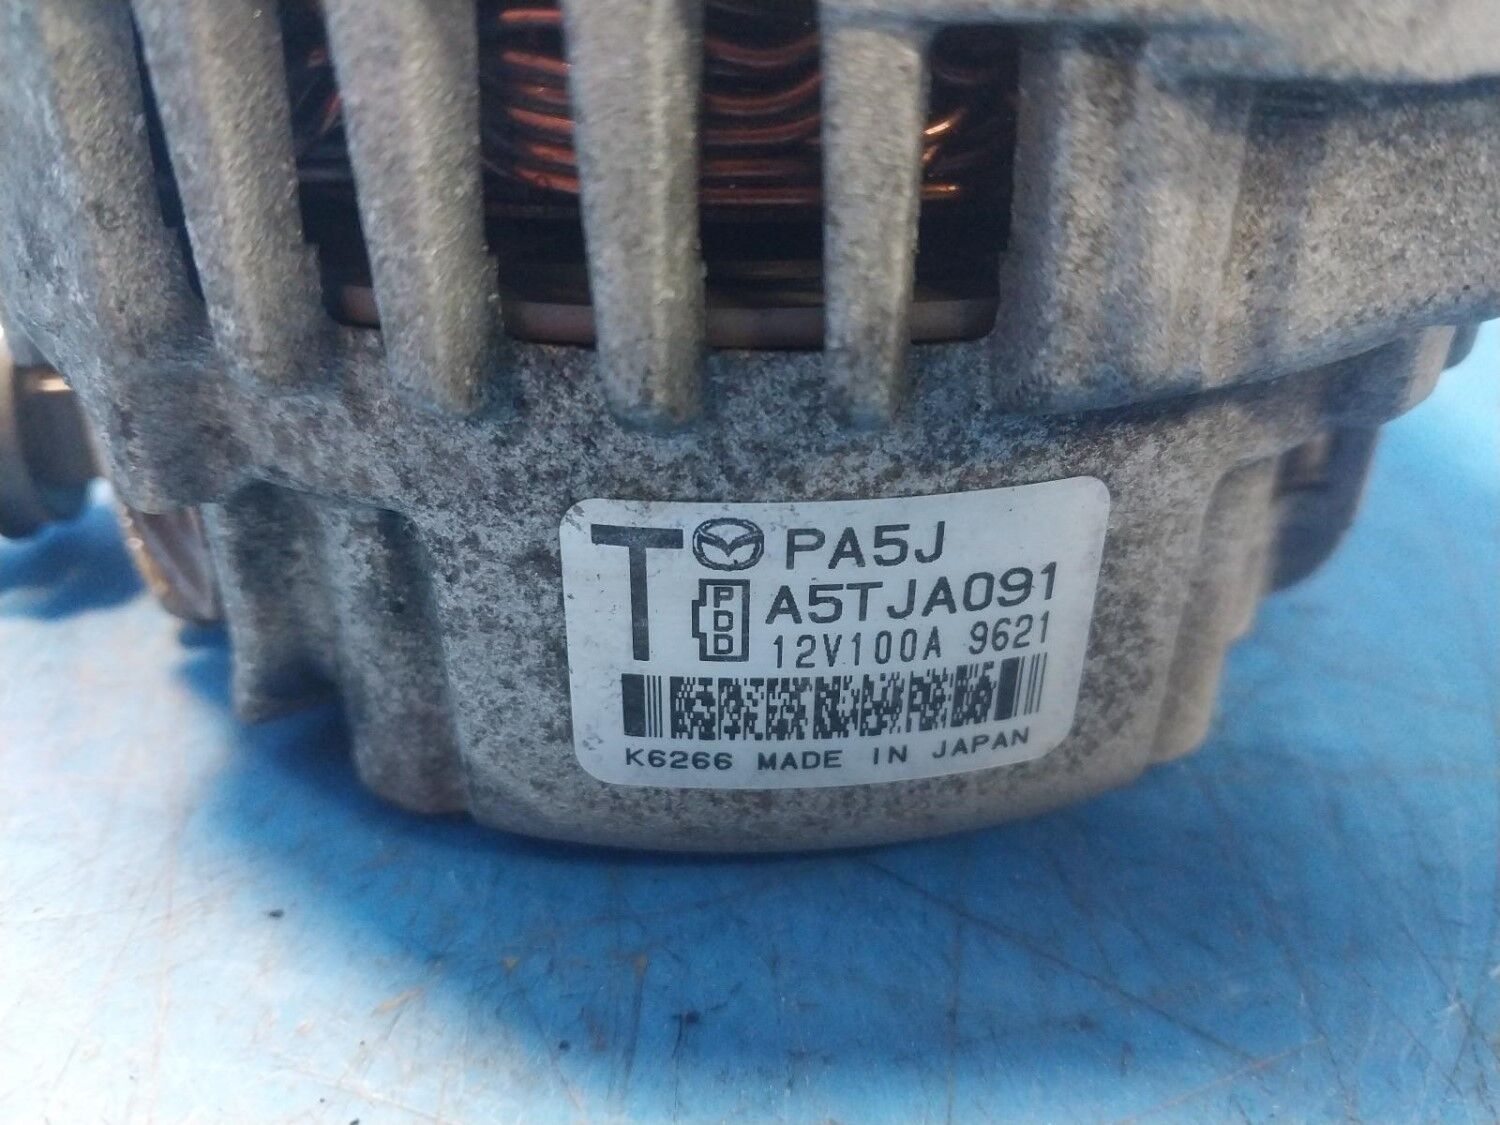 T PA5J
PDD A5TJA091
12V100A 9621
K6266 MADE IN JAPAN